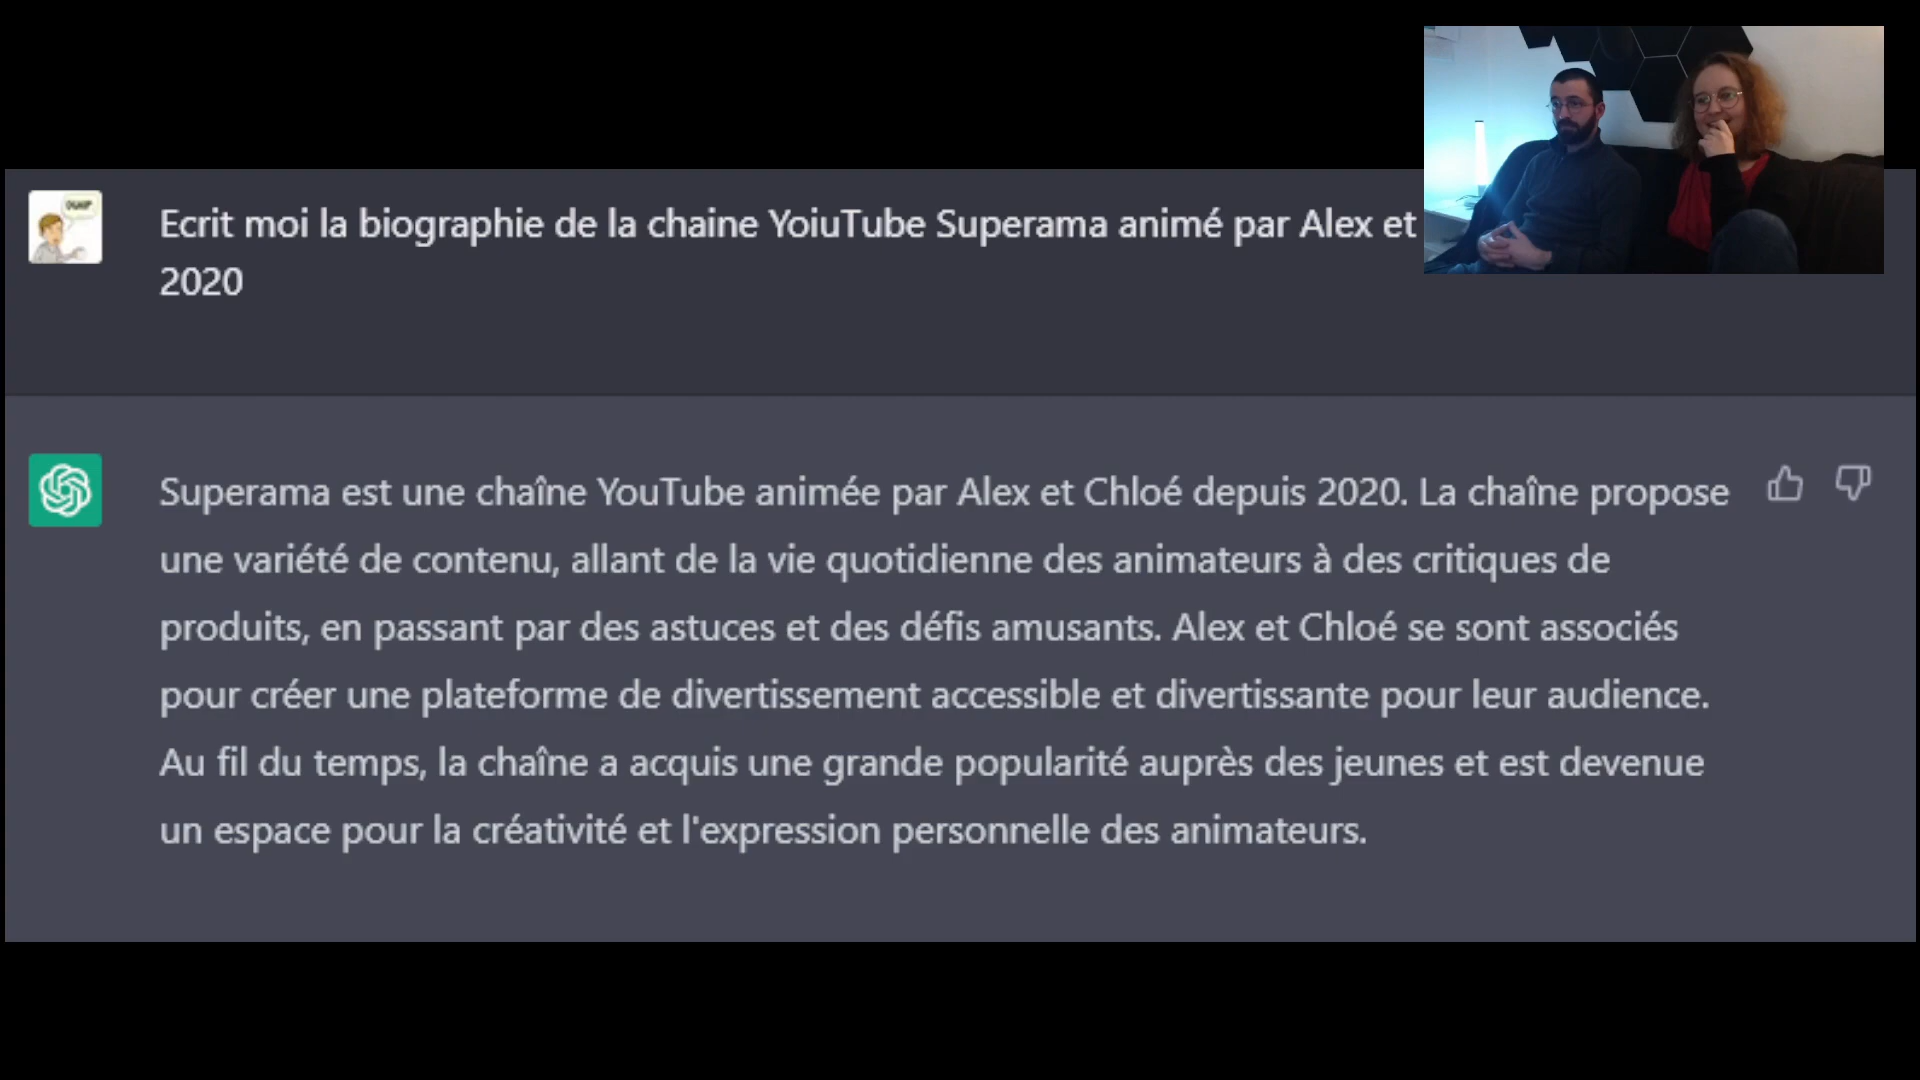 Ecrit moi la biographie de la chaine YoiuTube Superama animé par Alex et
2020
Superama est une chaîne YouTube animée par Alex et Chloé depuis 2020. La chaîne propose
une variété de contenu, allant de la vie quotidienne des animateurs à des critiques de
produits, en passant par des astuces et des défis amusants. Alex et Chloé se sont associés
pour créer une plateforme de divertissement accessible et divertissante pour leur audience.
Au fil du temps, la chaîne a acquis une grande popularité auprès des jeunes et est devenue
un espace pour la créativité et l'expression personnelle des animateurs.